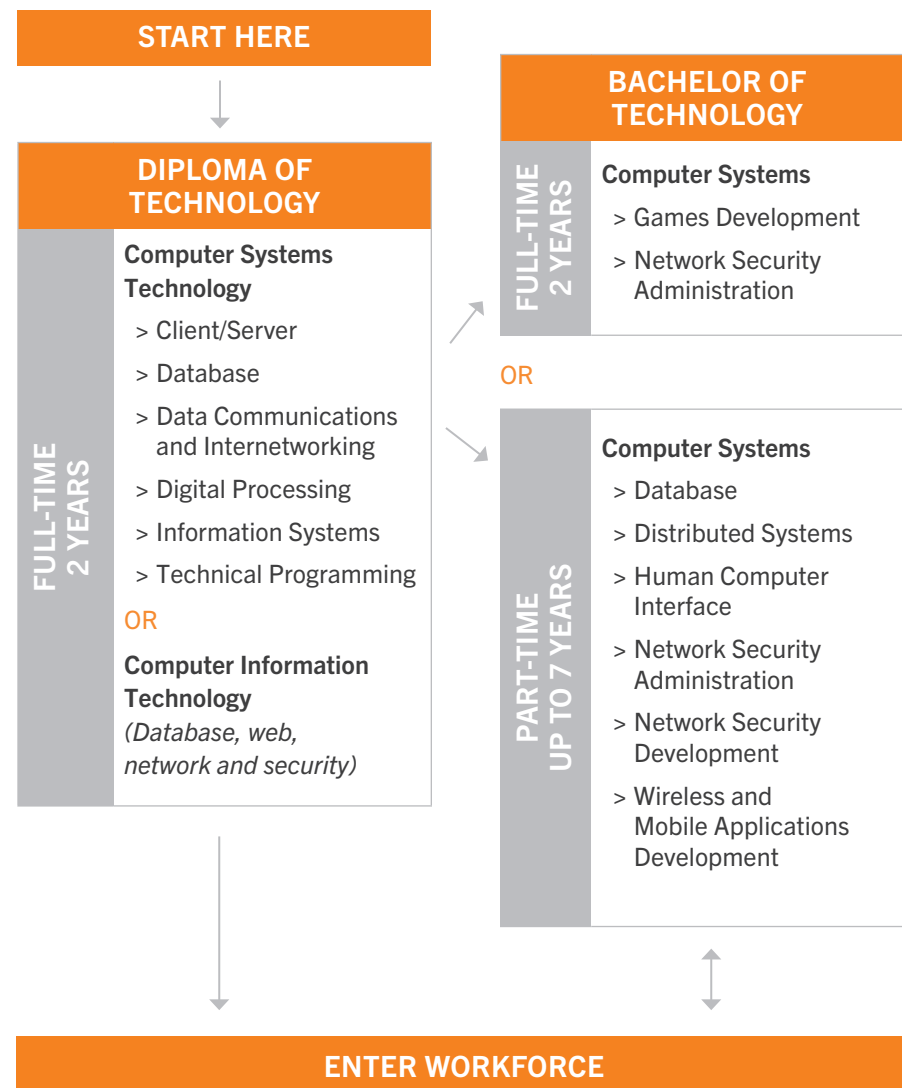 START HERE
DIPLOMA OF
TECHNOLOGY
FULL-TIME
2 YEARS
Computer Systems
Technology
> Client/Server
> Database
> Data Communications
and Internetworking
> Digital Processing
> Information Systems
> Technical Programming
OR
Computer Information
Technology
(Database, web,
network and security)
BACHELOR OF
TECHNOLOGY
FULL-TIME
2 YEARS
Computer Systems
> Games Development
> Network Security
Administration
OR
PART-TIME
UP TO 7 YEARS
Computer Systems
> Database
> Distributed Systems
> Human Computer
Interface
> Network Security
Administration
> Network Security
Development
> Wireless and
Mobile Applications
Development
ENTER WORKFORCE